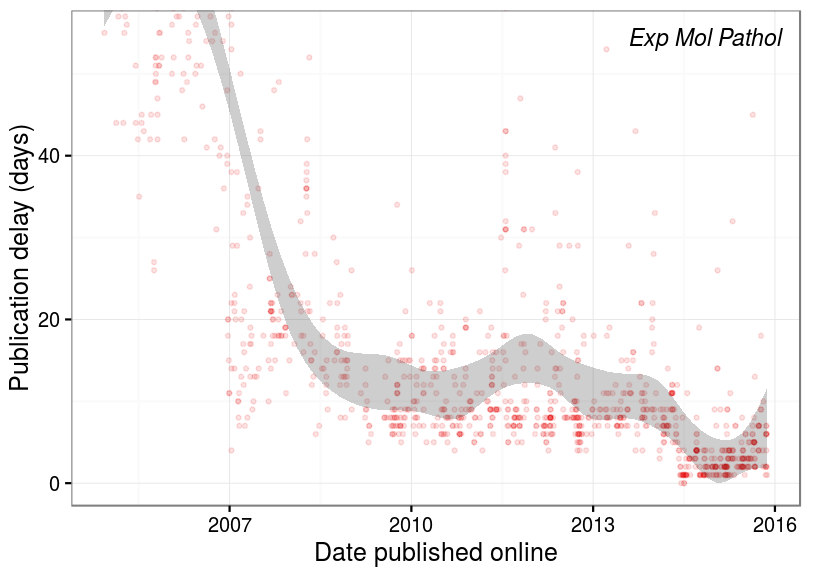 Exp Mol Pathol
Publication delay (days)
40
20
0
2007 2010 2013 2016
Date published online